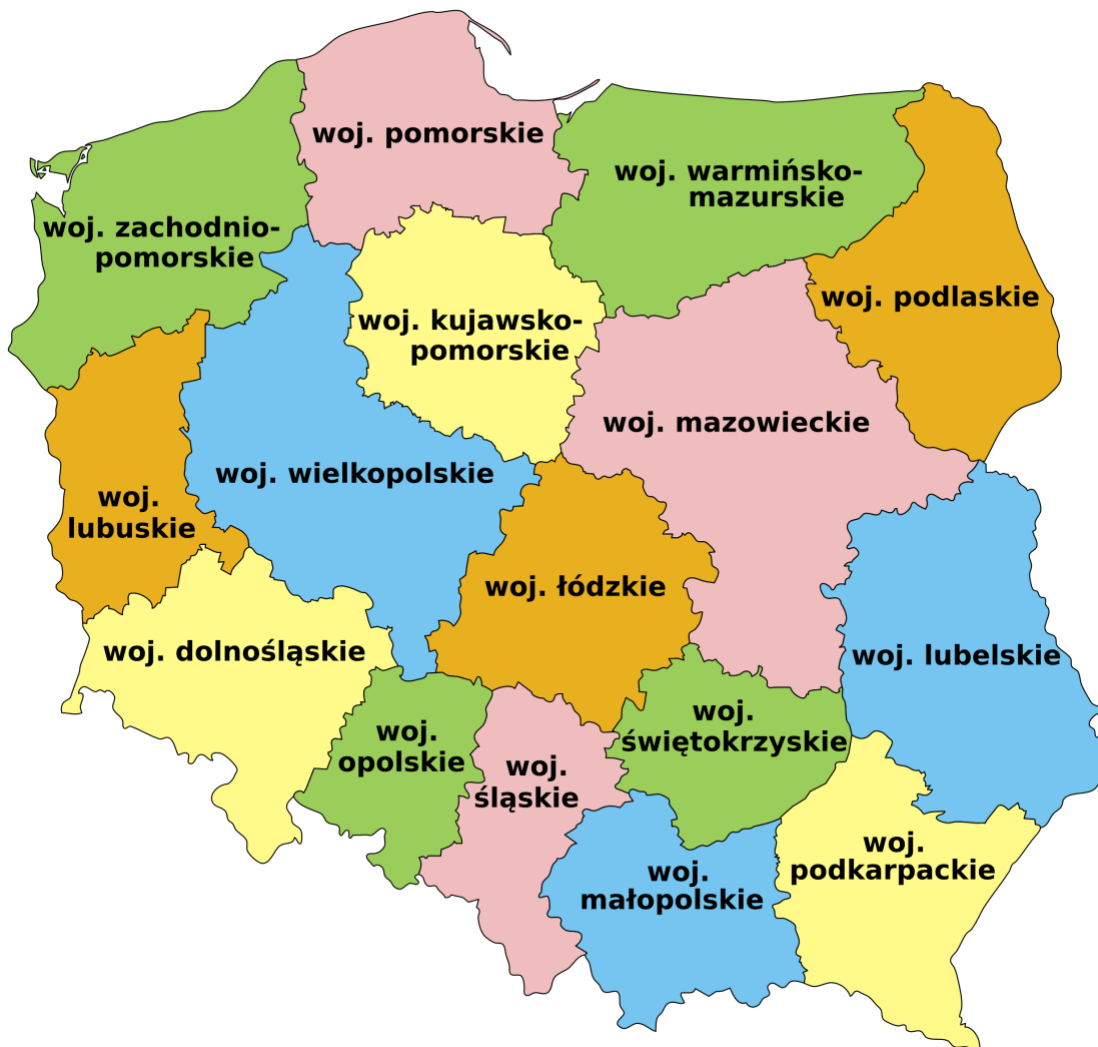 woj. pomorskie
woj. warmińsko-
mazurskie
woj. zachodnio-
pomorskie
woj. podlaskie
woj. kujawsko-
pomorskie
woj. mazowieckie
woj. wielkopolskie
woj.
lubuskie
woj. łódzkie
woj. dolnośląskie
woj. lubelskie
woj.
opolskie
woj.
śląskie
woj.
świętokrzyskie
woj.
małopolskie
woj.
podkarpackie